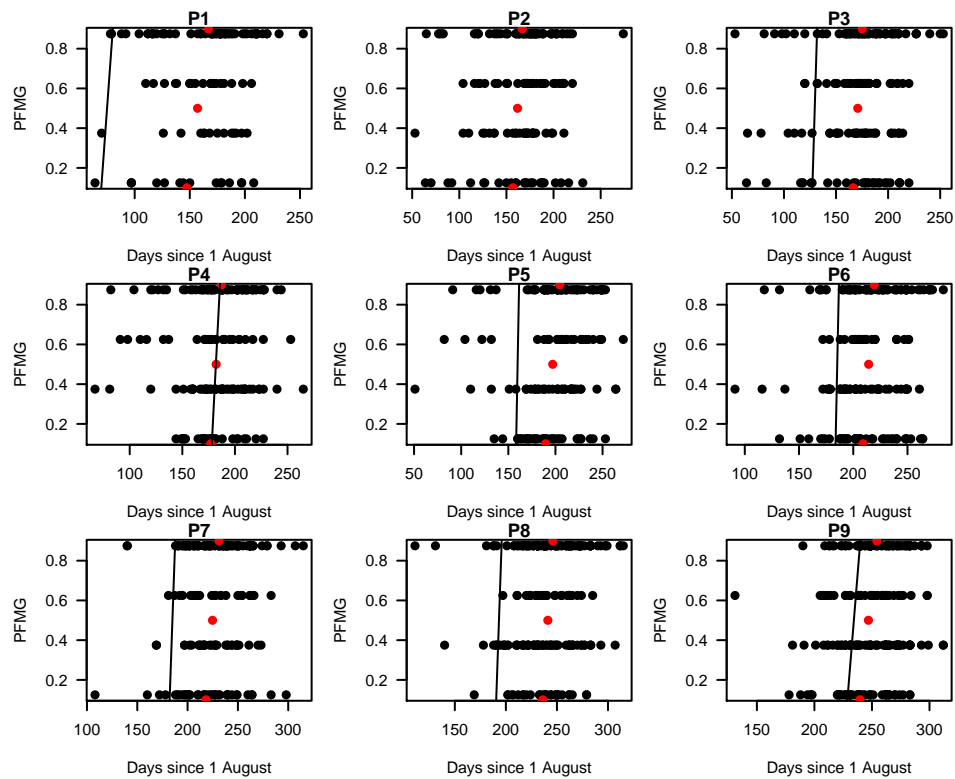 P1 P2 P3
PFMG 0.2 0.4 0.6 0.8 PFMG 0.2 0.4 0.6 0.8 PFMG 0.2 0.4 0.6 0.8
100 150 200 250 50 100 150 200 250 50 100 150 200 250
Days since 1 August Days since 1 August Days since 1 August
P4 P5 P6
PFMG 0.2 0.4 0.6 0.8 PFMG 0.2 0.4 0.6 0.8 PFMG 0.2 0.4 0.6 0.8
100 150 200 250 50 100 150 200 250 100 150 200 250
Days since 1 August Days since 1 August Days since 1 August
P7 P8 P9
PFMG 0.2 0.4 0.6 0.8 PFMG 0.2 0.4 0.6 0.8 PFMG 0.2 0.4 0.6 0.8
100 150 200 250 300 100 150 200 250 300 150 200 250 300
Days since 1 August Days since 1 August Days since 1 August